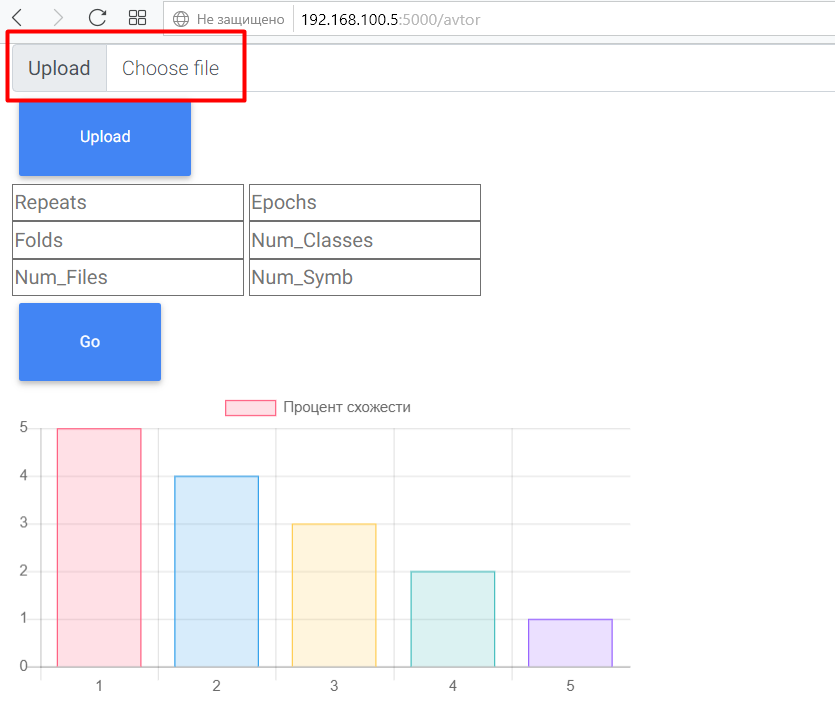 Не защищено 192.168.100.5:5000/avtor
Upload Choose file
Upload
Repeats Epochs
Folds Num_Classes
Num_Files Num_Symb
Go
Процент схожести
5
4
3
2
1
0
1 2 3 4 5